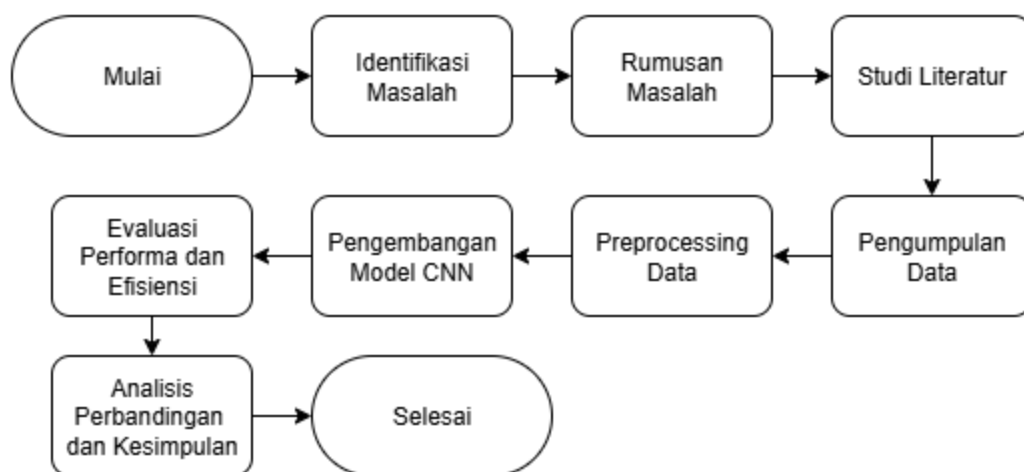 Mulai
Identifikasi
Masalah
Rumusan
Masalah
Studi Literatur
Pengumpulan
Data
Preprocessing
Data
Pengembangan
Model CNN
Evaluasi
Performa dan
Efisiensi
Analisis
Perbandingan
dan Kesimpulan
Selesai